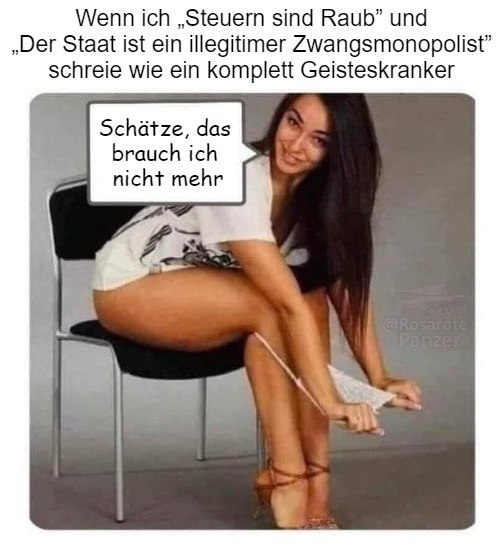 Wenn ich „Steuern sind Raub” und
„Der Staat ist ein illegitimer Zwangsmonopolist”
schreie wie ein komplett Geisteskranker
Schätze, das
brauch ich
nicht mehr
@Rosarote
Panzer